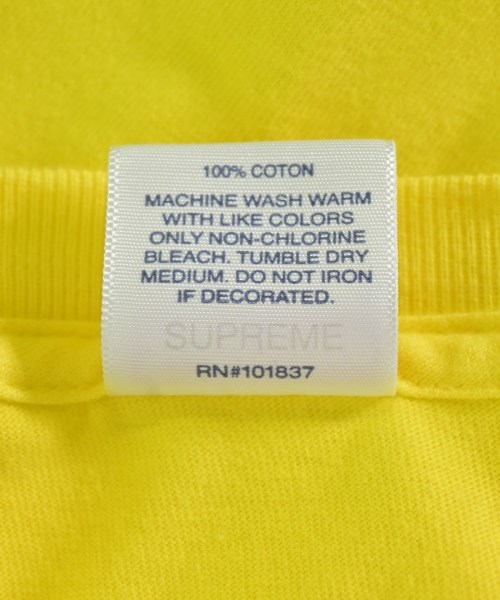 100% COTON
MACHINE WASH WARM
WITH LIKE COLORS
ONLY NON-CHLORINE
BLEACH. TUMBLE DRY
MEDIUM. DO NOT IRON
IF DECORATED.
SUPREME
RN#101837